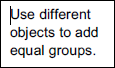 Use different
objects to add
equal groups.